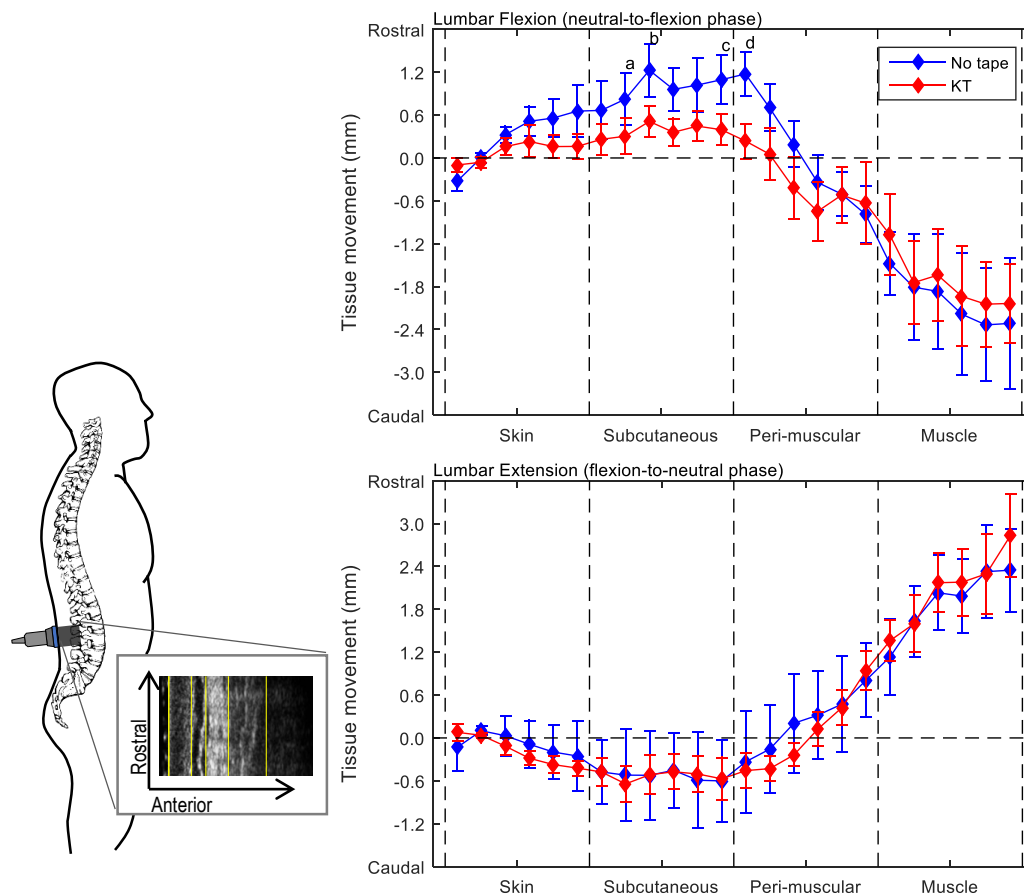 Lumbar Flexion (neutral-to-flexion phase)
Rostral
1.2
0.6
0.0
-0.6
-1.2
-1.8
-2.4
-3.0
Caudal
Tissue movement (mm)
a
b
c
d
No tape
KT
Skin
Subcutaneous
Peri-muscular
Muscle
Lumbar Extension (flexion-to-neutral phase)
Rostral
3.0
2.4
1.8
1.2
0.6
0.0
-0.6
-1.2
Caudal
Tissue movement (mm)
Skin
Subcutaneous
Peri-muscular
Muscle
Rostral
Anterior